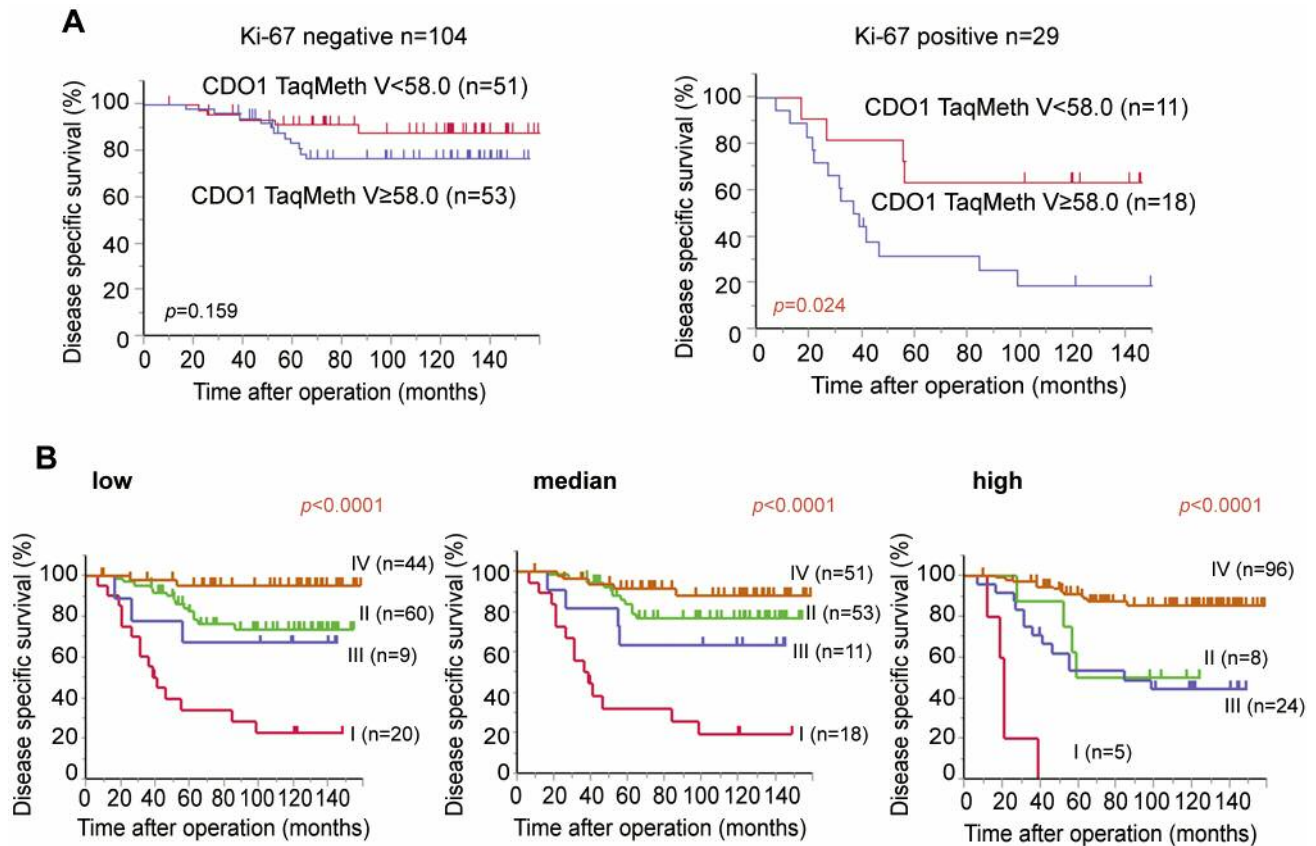 A
Ki-67 negative n=104
CDO1 TaqMeth V<58.0 (n=51)
CDO1 TaqMeth V≥58.0 (n=53)
p=0.159
Disease specific survival (%)
100
80
60
40
20
0
0 20 40 60 80 100 120 140
Time after operation (months)
Ki-67 positive n=29
CDO1 TaqMeth V<58.0 (n=11)
CDO1 TaqMeth V≥58.0 (n=18)
p=0.024
Disease specific survival (%)
100
80
60
40
20
0
0 20 40 60 80 100 120 140
Time after operation (months)
B
low
p<0.0001
IV (n=44)
II (n=60)
III (n=9)
I (n=20)
Disease specific survival (%)
100
80
60
40
20
0
0 20 40 60 80 100 120 140
Time after operation (months)
median
p<0.0001
IV (n=51)
II (n=53)
III (n=11)
I (n=18)
Disease specific survival (%)
100
80
60
40
20
0
0 20 40 60 80 100 120 140
Time after operation (months)
high
p<0.0001
IV (n=96)
II (n=8)
III (n=24)
I (n=5)
Disease specific survival (%)
100
80
60
40
20
0
0 20 40 60 80 100 120 140
Time after operation (months)